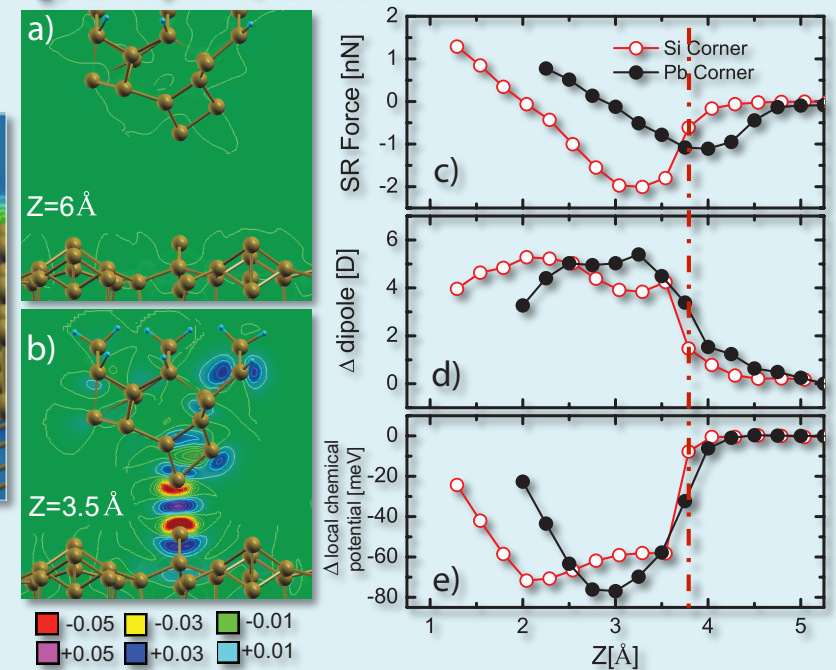 a)
Z=6Å
b)
Z=3.5Å
-0.05 -0.03 -0.01
+0.05 +0.03 +0.01
2
1
0
-1
-2
SR Force [nN]
Si Corner
Pb Corner
c)
6
4
2
0
Δ dipole [D]
d)
0
-20
-40
-60
-80
Δ local chemical
potential [meV]
e)
1 2 3 4 5
Z[Å]